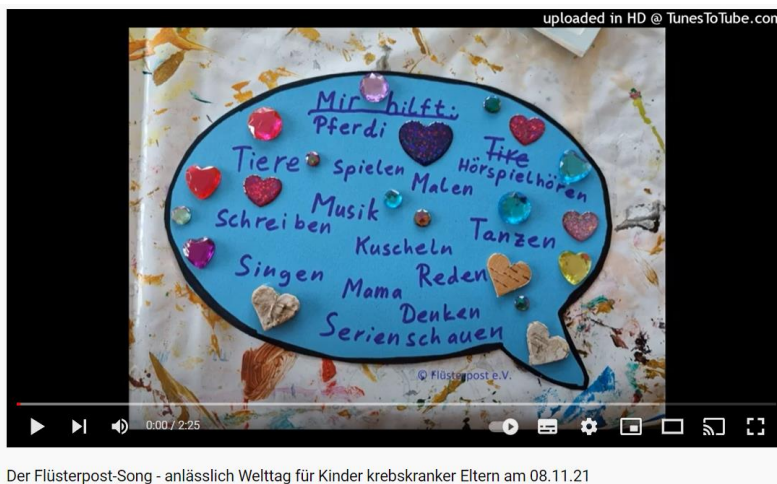 uploaded in HD @ TunesToTube.com
Mir hilft:
Pferdi
Tiere
Tike
Spielen
Hörspielhören
Malen
Musik
Schreiben
Tanzen
Kuscheln
Singen
Reden
Mama
Denken
Serienschauen
© Flüsterpost e.V.
0:00 / 2:25
Der Flüsterpost-Song - anlässlich Welttag für Kinder krebskranker Eltern am 08.11.21